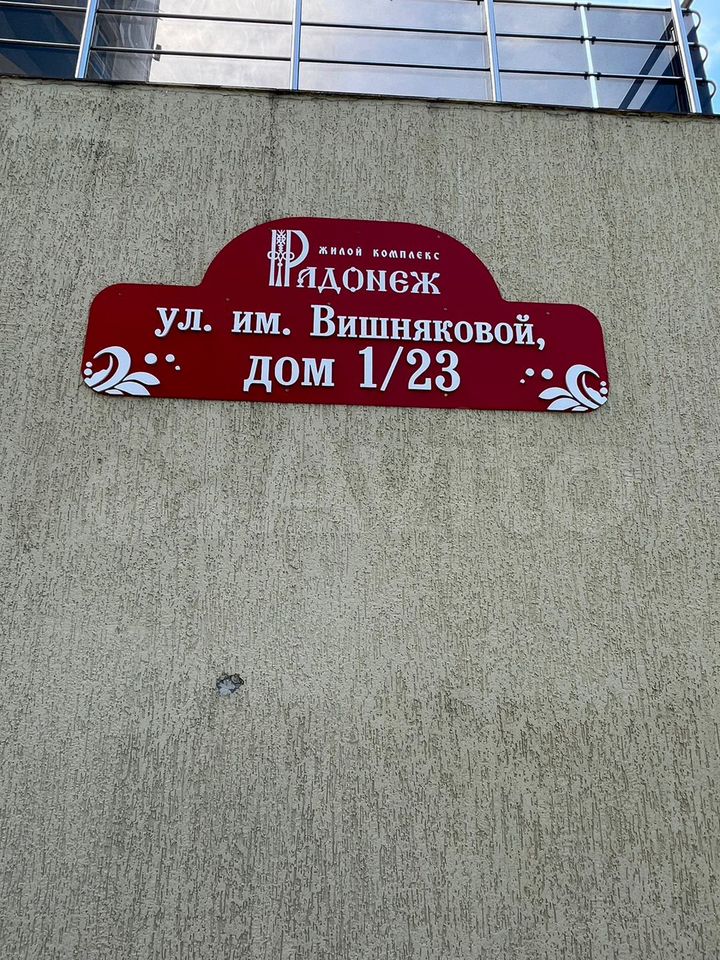 ЖИЛОЙ КОМПЛЕКС
РАДОНЕЖ
ул. им. Вишняковой,
дом 1/23